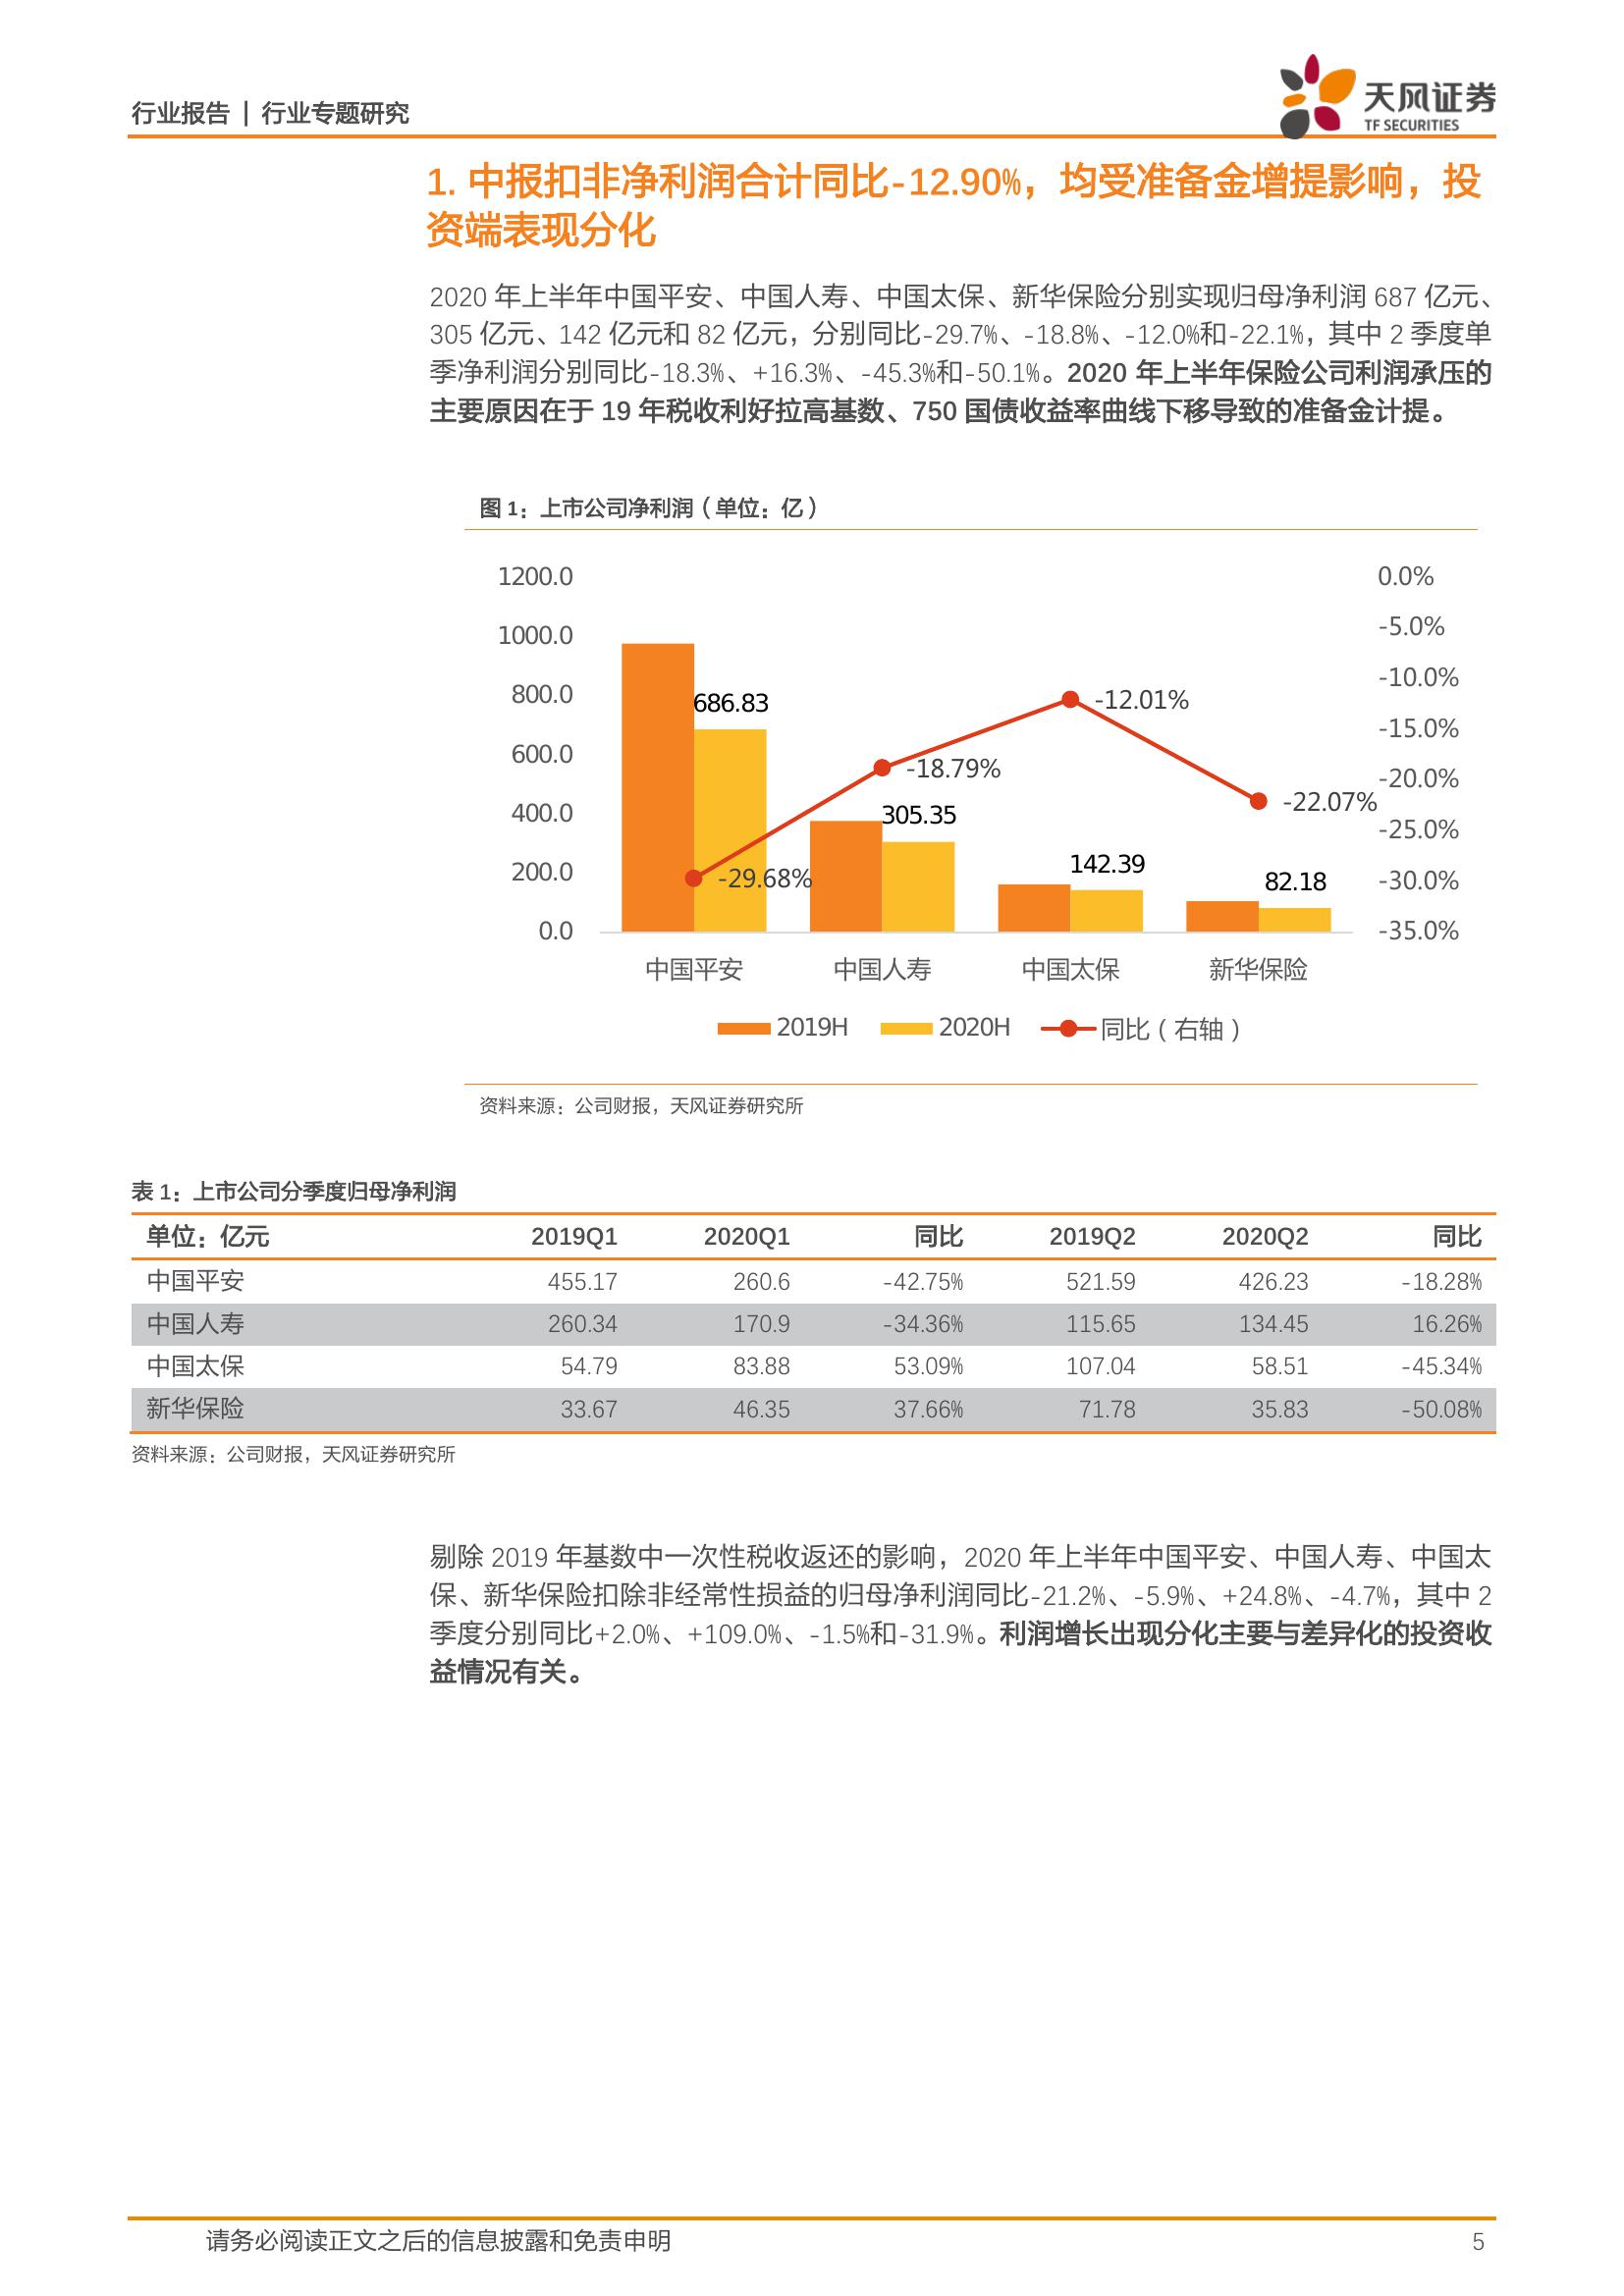 行业报告 | 行业专题研究
天风证券
TF SECURITIES
1. 中报扣非净利润合计同比-12.90%，均受准备金增提影响，投
资端表现分化
2020 年上半年中国平安、中国人寿、中国太保、新华保险分别实现归母净利润 687 亿元、
305 亿元、142 亿元和 82 亿元，分别同比-29.7%、-18.8%、-12.0%和-22.1%，其中 2 季度单
季净利润分别同比-18.3%、+16.3%、-45.3%和-50.1%。2020 年上半年保险公司利润承压的
主要原因在于 19 年税收利好拉高基数、750 国债收益率曲线下移导致的准备金计提。
图 1：上市公司净利润（单位：亿）
1200.0 0.0%
1000.0 -5.0%
800.0 -10.0%
600.0 -15.0%
400.0 -20.0%
200.0 -25.0%
0.0 -30.0%
-35.0%
686.83
305.35
142.39
82.18
-29.68%
-18.79%
-12.01%
-22.07%
中国平安 中国人寿 中国太保 新华保险
2019H 2020H 同比（右轴）
资料来源：公司财报，天风证券研究所
表 1：上市公司分季度归母净利润
单位：亿元 2019Q1 2020Q1 同比 2019Q2 2020Q2 同比
中国平安 455.17 260.6 -42.75% 521.59 426.23 -18.28%
中国人寿 260.34 170.9 -34.36% 115.65 134.45 16.26%
中国太保 54.79 83.88 53.09% 107.04 58.51 -45.34%
新华保险 33.67 46.35 37.66% 71.78 35.83 -50.08%
资料来源：公司财报，天风证券研究所
剔除 2019 年基数中一次性税收返还的影响，2020 年上半年中国平安、中国人寿、中国太
保、新华保险扣除非经常性损益的归母净利润同比-21.2%、-5.9%、+24.8%、-4.7%，其中 2
季度分别同比+2.0%、+109.0%、-1.5%和-31.9%。利润增长出现分化主要与差异化的投资收
益情况有关。
请务必阅读正文之后的信息披露和免责申明 5